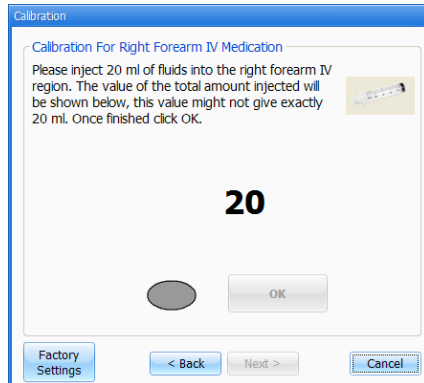 Calibration
Calibration For Right Forearm IV Medication
Please inject 20 ml of fluids into the right forearm IV
region. The value of the total amount injected will
be shown below, this value might not give exactly
20 ml. Once finished click OK.
20
OK
Factory
Settings
< Back
Next >
Cancel